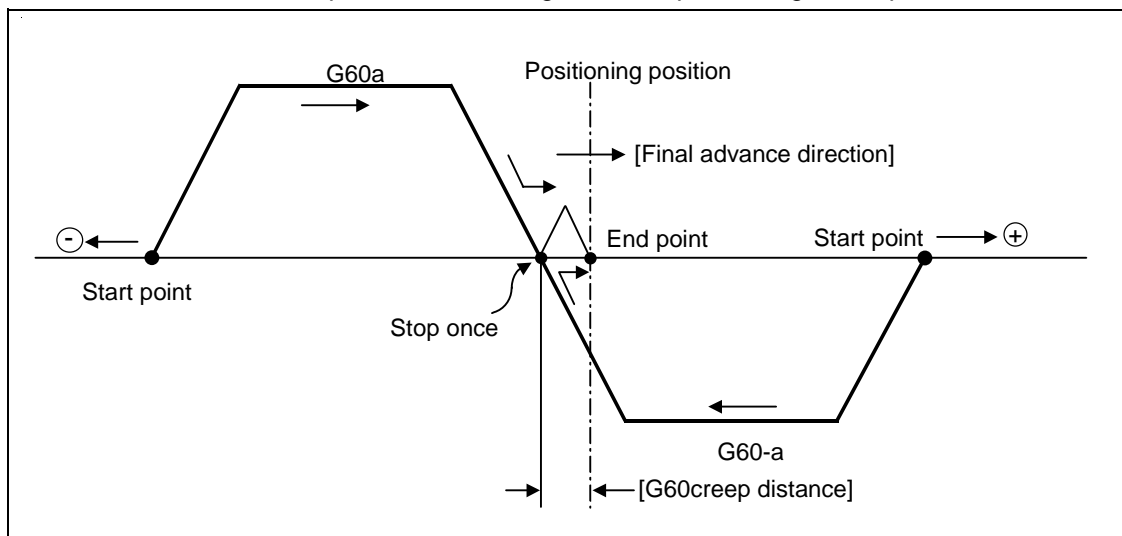 G60a
Positioning position
[Final advance direction]
-
End point
Start point
+
Start point
Stop once
G60-a
[G60creep distance]